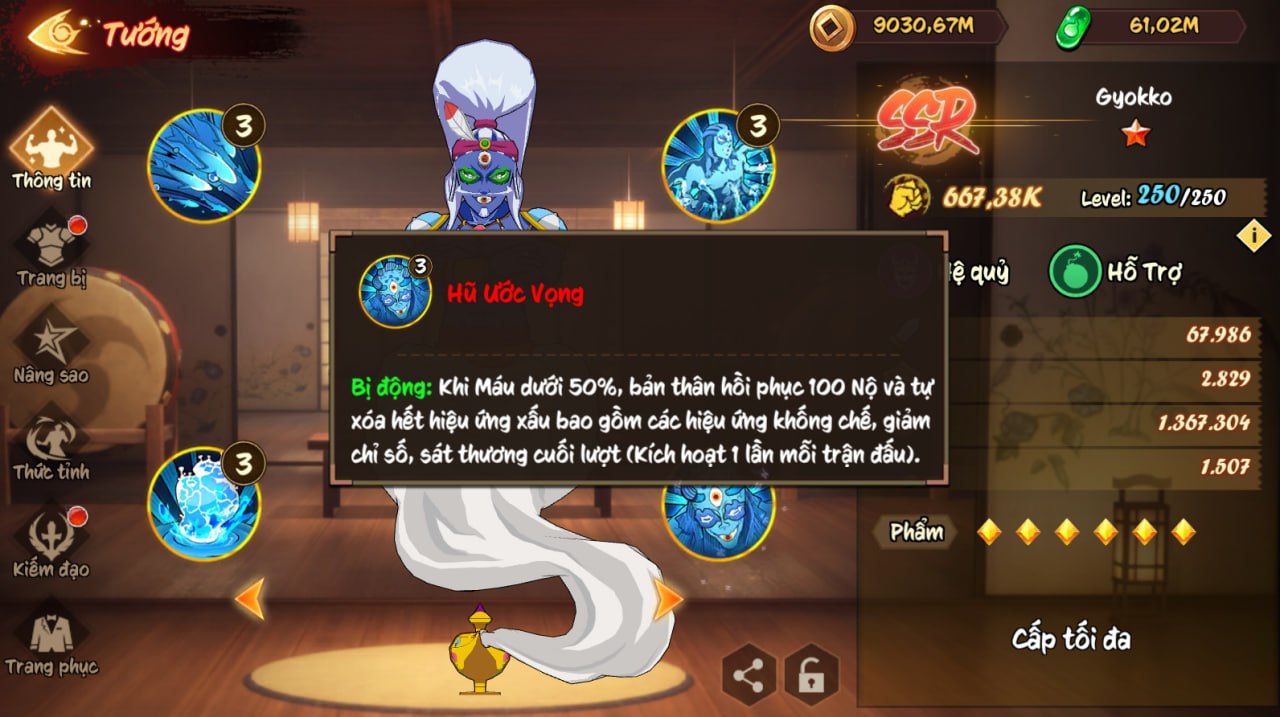 Tướng
9030,67M
61,02M
Thông tin
Trang bị
Nâng sao
Thức tỉnh
Kiếm đạo
Trang phục
3
3
3
3
Hũ Ước Vọng
Bị động: Khi Máu dưới 50%, bản thân hồi phục 100 Nộ và tự
xóa hết hiệu ứng xấu bao gồm các hiệu ứng khống chế, giảm
chỉ số, sát thương cuối lượt (Kích hoạt 1 lần mỗi trận đấu).
SSR
Gyokko
667,38K
Level: 250/250
i
ệ quỷ
Hỗ Trợ
67.986
2.829
1.367.304
1.507
Phẩm
Cấp tối đa